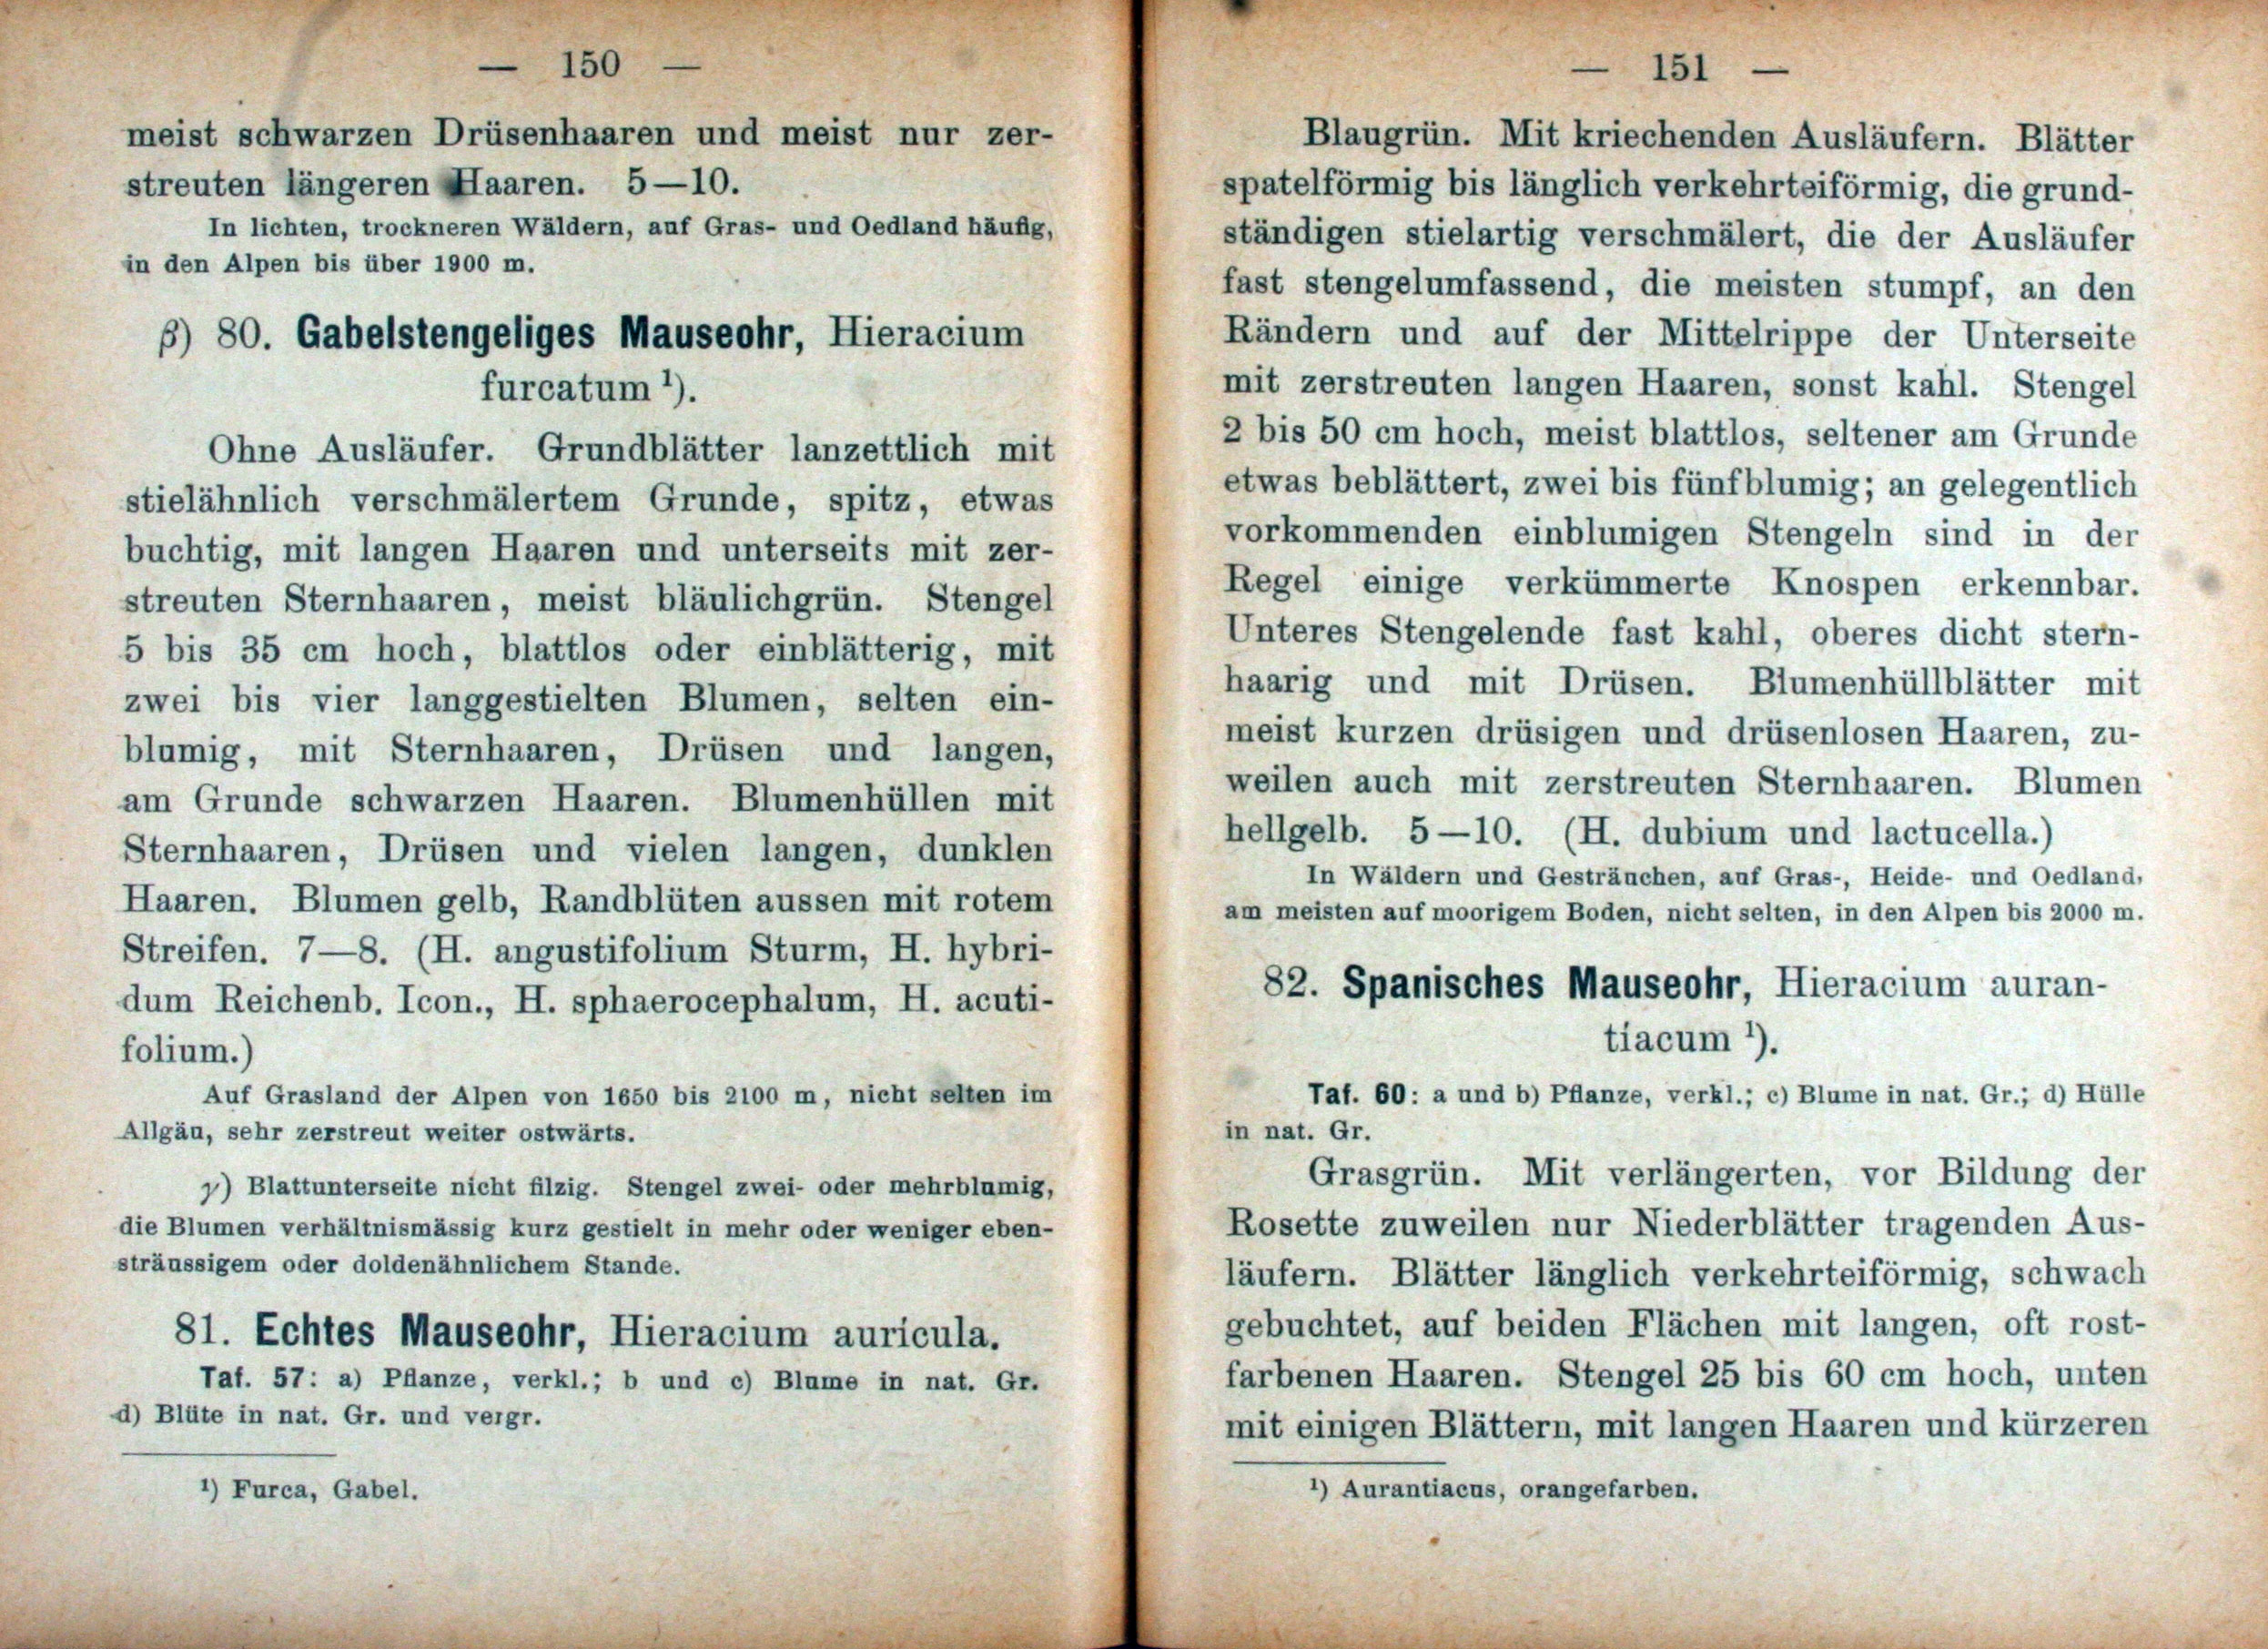 — 150 —
meist schwarzen Drüsenhaaren und meist nur zer-
streuten längeren Haaren. 5—10.
In lichten, trockneren Wäldern, auf Gras- und Oedland häufig,
in den Alpen bis über 1900 m.
β) 80. Gabelstengeliges Mauseohr, Hieracium
furcatum ¹).
Ohne Ausläufer. Grundblätter lanzettlich mit
stielähnlich verschmälertem Grunde, spitz, etwas
buchtig, mit langen Haaren und unterseits mit zer-
streuten Sternhaaren, meist bläulichgrün. Stengel
5 bis 35 cm hoch, blattlos oder einblätterig, mit
zwei bis vier langgestielten Blumen, selten ein-
blumig, mit Sternhaaren, Drüsen und langen,
am Grunde schwarzen Haaren. Blumenhüllen mit
Sternhaaren, Drüsen und vielen langen, dunklen
Haaren. Blumen gelb, Randblüten aussen mit rotem
Streifen. 7—8. (H. angustifolium Sturm, H. hybri-
dum Reichenb. Icon., H. sphaerocephalum, H. acuti-
folium.)
Auf Grasland der Alpen von 1650 bis 2100 m, nicht selten im
Allgäu, sehr zerstreut weiter ostwärts.
γ) Blattunterseite nicht filzig. Stengel zwei- oder mehrblumig,
die Blumen verhältnismässig kurz gestielt in mehr oder weniger eben-
sträussigem oder doldenähnlichem Stande.
81. Echtes Mauseohr, Hieracium auricula.
Taf. 57: a) Pflanze, verkl.; b und c) Blume in nat. Gr.
d) Blüte in nat. Gr. und vergr.
¹) Furca, Gabel.
— 151 —
Blaugrün. Mit kriechenden Ausläufern. Blätter
spatelförmig bis länglich verkehrteiförmig, die grund-
ständigen stielartig verschmälert, die der Ausläufer
fast stengelumfassend, die meisten stumpf, an den
Rändern und auf der Mittelrippe der Unterseite
mit zerstreuten langen Haaren, sonst kahl. Stengel
2 bis 50 cm hoch, meist blattlos, seltener am Grunde
etwas beblättert, zwei bis fünfblumig; an gelegentlich
vorkommenden einblumigen Stengeln sind in der
Regel einige verkümmerte Knospen erkennbar.
Unteres Stengelende fast kahl, oberes dicht stern-
haarig und mit Drüsen. Blumenhüllblätter mit
meist kurzen drüsigen und drüsenlosen Haaren, zu-
weilen auch mit zerstreuten Sternhaaren. Blumen
hellgelb. 5—10. (H. dubium und lactucella.)
In Wäldern und Gesträuchen, auf Gras-, Heide- und Oedland,
am meisten auf moorigem Boden, nicht selten, in den Alpen bis 2000 m.
82. Spanisches Mauseohr, Hieracium auran-
tiacum ¹).
Taf. 60: a und b) Pflanze, verkl.; c) Blume in nat. Gr.; d) Hülle
in nat. Gr.
Grasgrün. Mit verlängerten, vor Bildung der
Rosette zuweilen nur Niederblätter tragenden Aus-
läufern. Blätter länglich verkehrteiförmig, schwach
gebuchtet, auf beiden Flächen mit langen, oft rost-
farbenen Haaren. Stengel 25 bis 60 cm hoch, unten
mit einigen Blättern, mit langen Haaren und kürzeren
¹) Aurantiacus, orangefarben.